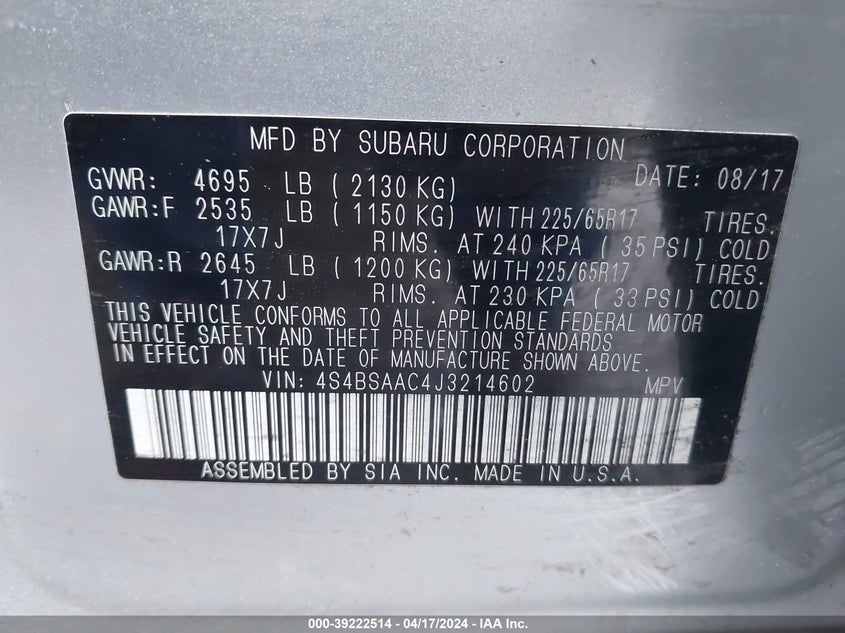 MFD BY SUBARU CORPORATION
GVWR: 4695 LB ( 2130 KG) DATE: 08/17
GAWR:F 2535 LB ( 1150 KG) WITH 225/65R17 TIRES.
17X7J RIMS. AT 240 KPA ( 35 PSI) COLD
GAWR:R 2645 LB ( 1200 KG) WITH 225/65R17 TIRES.
17X7J RIMS. AT 230 KPA ( 33 PSI) COLD
THIS VEHICLE CONFORMS TO ALL APPLICABLE FEDERAL MOTOR
VEHICLE SAFETY AND THEFT PREVENTION STANDARDS
IN EFFECT ON THE DATE OF MANUFACTURE SHOWN ABOVE.
VIN: 4S4BSAAC4J3214602 MPV
ASSEMBLED BY SIA INC. MADE IN U.S.A.
000-39222514 - 04/17/2024 - IAA Inc.